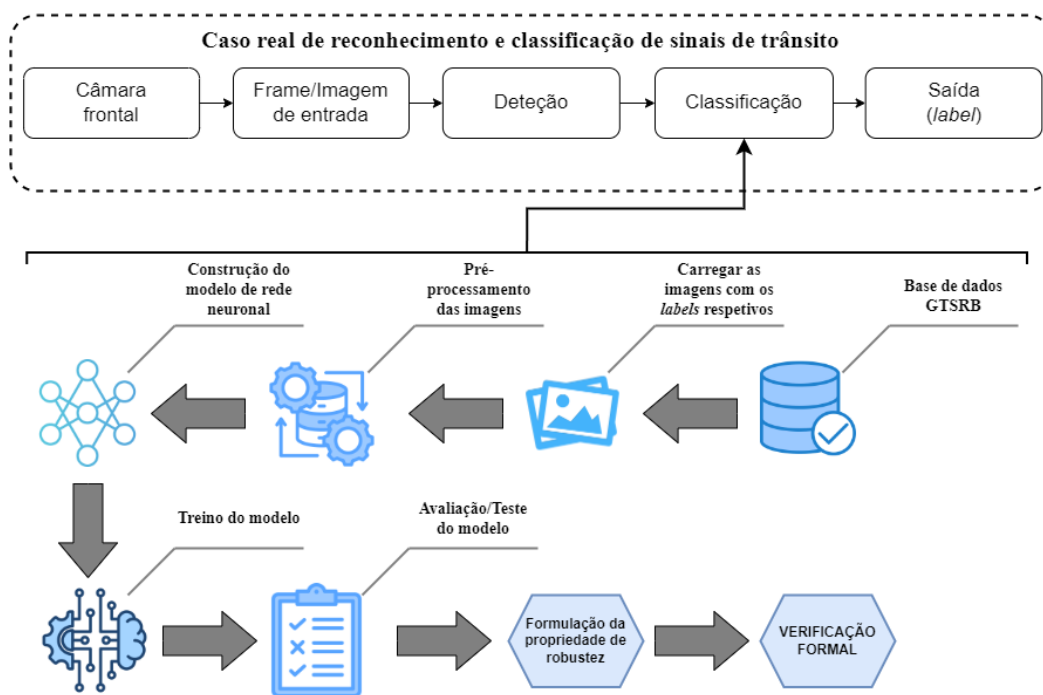 Caso real de reconhecimento e classificação de sinais de trânsito
Câmara
frontal
Frame/Imagem
de entrada
Deteção
Classificação
Saída
(label)
Construção do
modelo de rede
neuronal
Pré-
processamento
das imagens
Carregar as
imagens com os
labels respetivos
Base de dados
GTSRB
Treino do modelo
Avaliação/Teste
do modelo
Formulação da
propriedade de
robustez
VERIFICAÇÃO
FORMAL